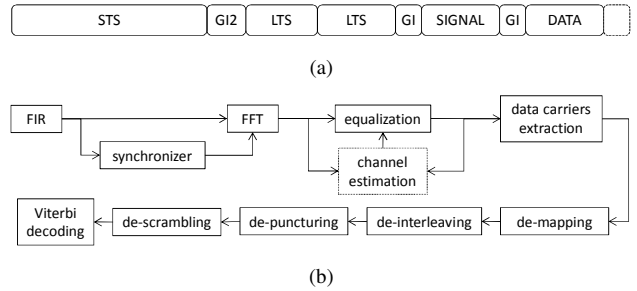 STS GI2 LTS LTS GI SIGNAL GI DATA
(a)
FIR FFT equalization data carriers
extraction
synchronizer channel
estimation
Viterbi
decoding de-scrambling de-puncturing de-interleaving de-mapping
(b)